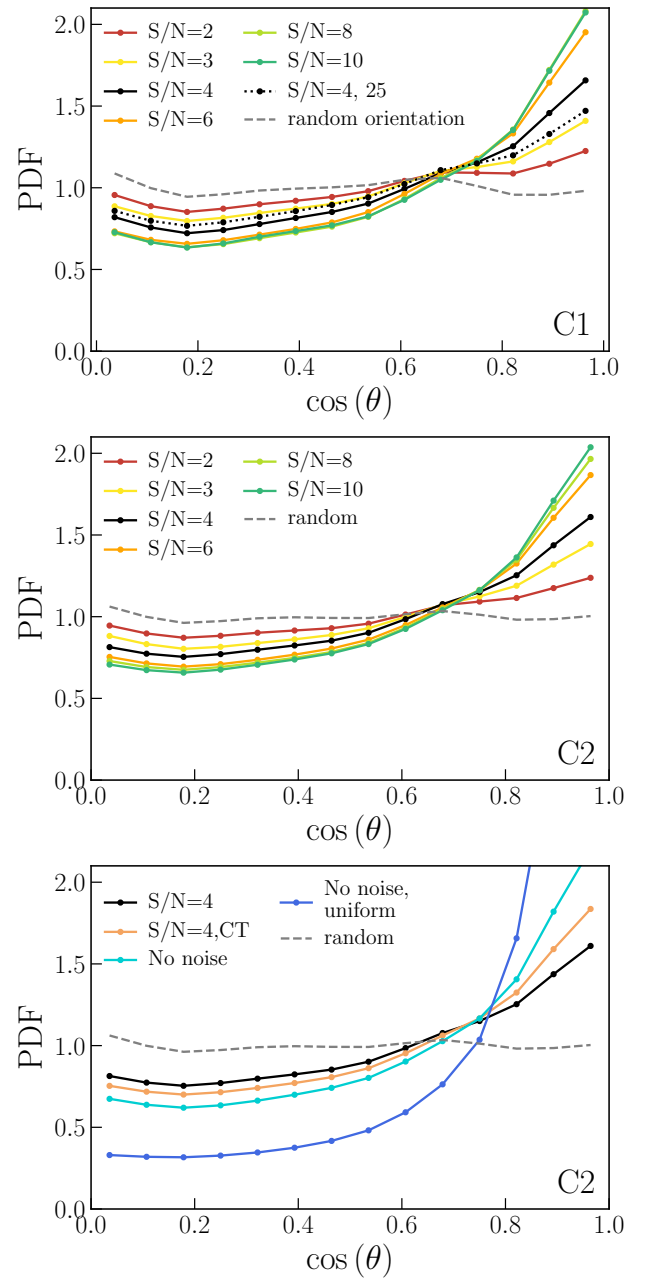 2.0
1.5
1.0
0.5
0.0
PDF
S/N=2
S/N=3
S/N=4
S/N=6
S/N=8
S/N=10
S/N=4, 25
random orientation
C1
0.0 0.2 0.4 0.6 0.8 1.0
cos (θ)
2.0
1.5
1.0
0.5
0.0
PDF
S/N=2
S/N=3
S/N=4
S/N=6
S/N=8
S/N=10
random
C2
0.0 0.2 0.4 0.6 0.8 1.0
cos (θ)
2.0
1.5
1.0
0.5
0.0
PDF
S/N=4
S/N=4,CT
No noise
No noise,
uniform
random
C2
0.0 0.2 0.4 0.6 0.8 1.0
cos (θ)